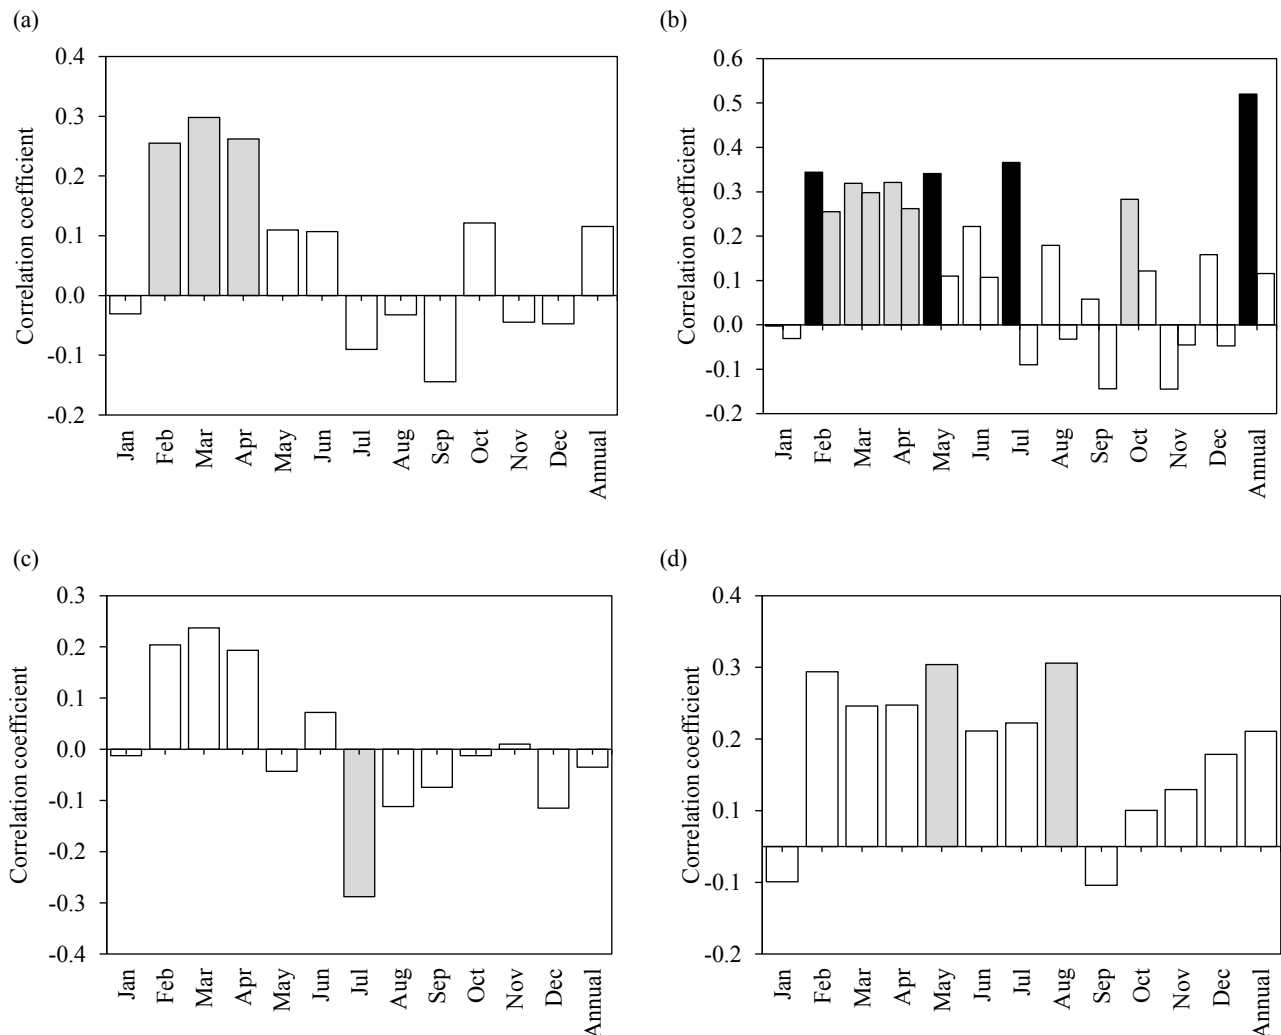 (a)
Correlation coefficient
0.4
0.3
0.2
0.1
0.0
-0.1
-0.2
Jan
Feb
Mar
Apr
May
Jun
Jul
Aug
Sep
Oct
Nov
Dec
Annual
(b)
Correlation coefficient
0.6
0.5
0.4
0.3
0.2
0.1
0.0
-0.1
-0.2
Jan
Feb
Mar
Apr
May
Jun
Jul
Aug
Sep
Oct
Nov
Dec
Annual
(c)
Correlation coefficient
0.3
0.2
0.1
0.0
-0.1
-0.2
-0.3
-0.4
Jan
Feb
Mar
Apr
May
Jun
Jul
Aug
Sep
Oct
Nov
Dec
Annual
(d)
Correlation coefficient
0.4
0.3
0.2
0.1
-0.1
-0.2
Jan
Feb
Mar
Apr
May
Jun
Jul
Aug
Sep
Oct
Nov
Dec
Annual